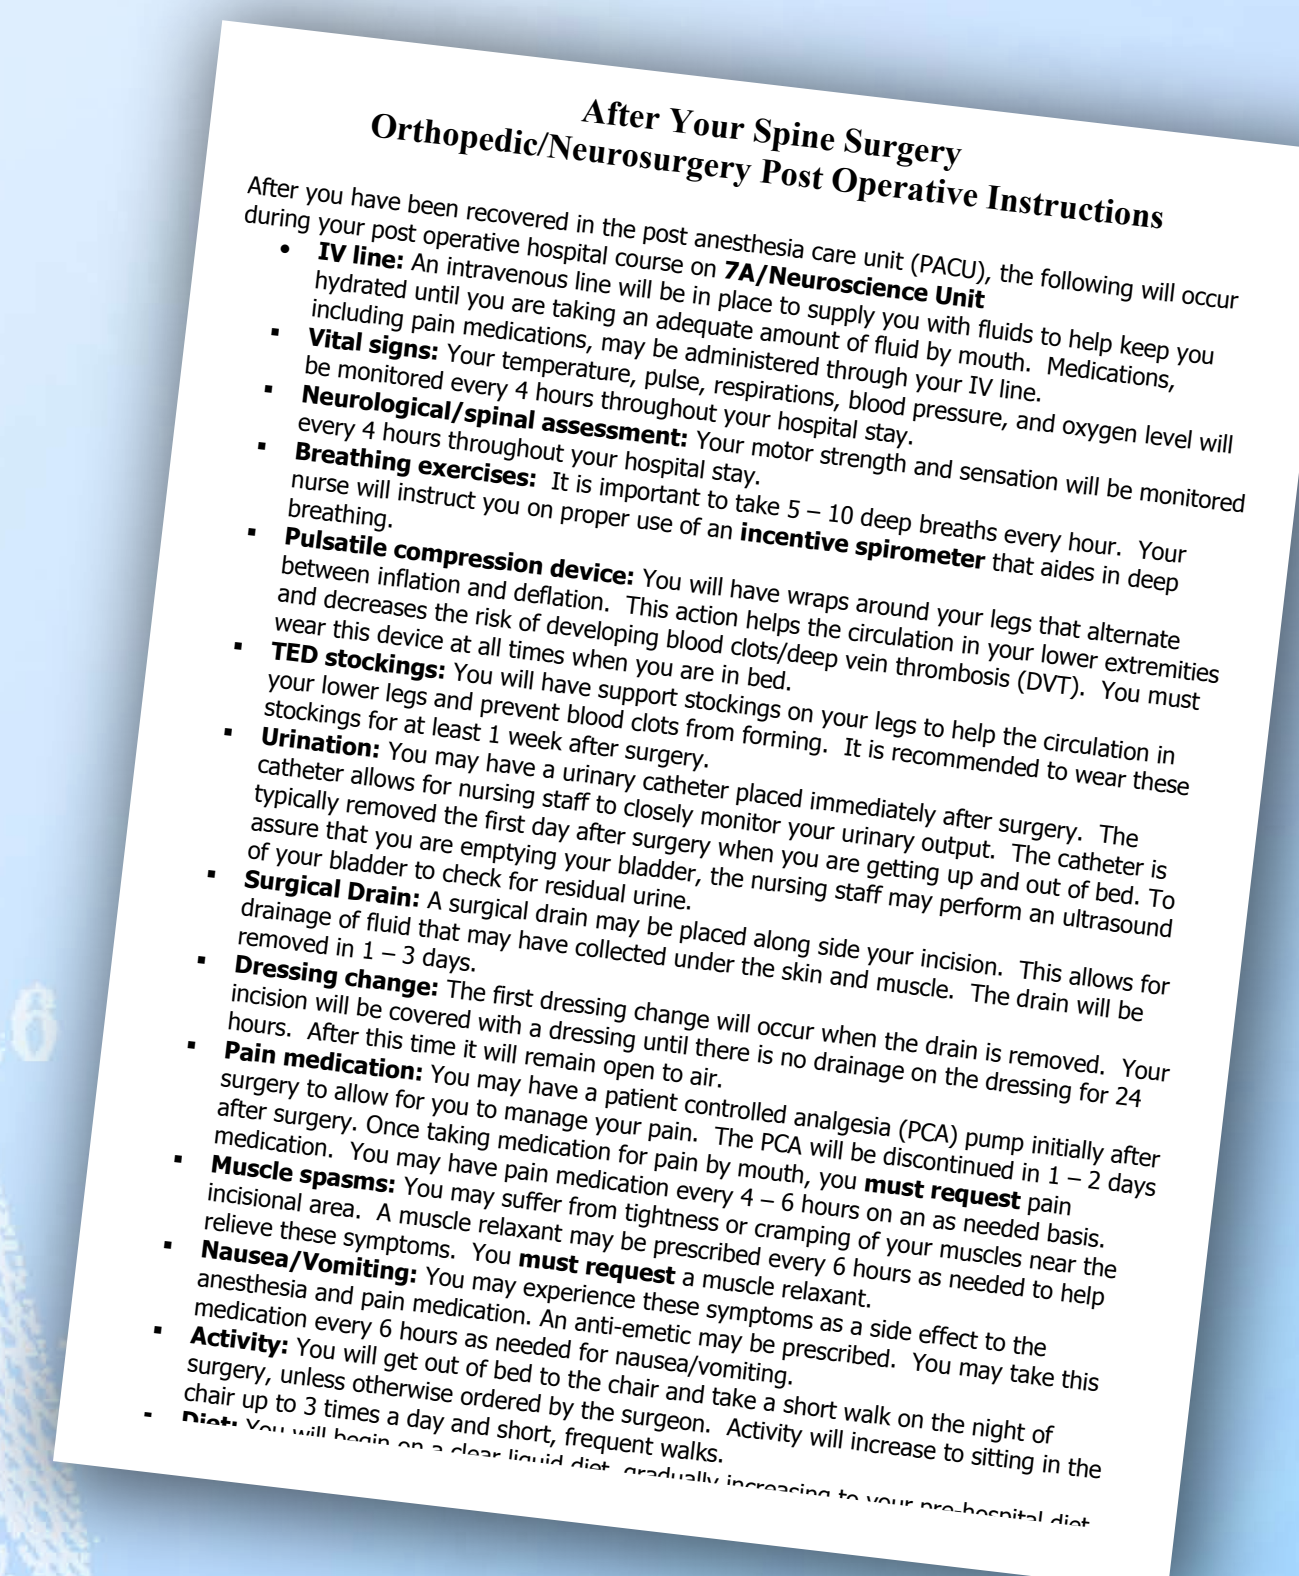 After Your Spine Surgery
Orthopedic/Neurosurgery Post Operative Instructions
After you have been recovered in the post anesthesia care unit (PACU), the following will occur
during your post operative hospital course on 7A/Neuroscience Unit
• IV line: An intravenous line will be in place to supply you with fluids to help keep you
hydrated until you are taking an adequate amount of fluid by mouth. Medications,
including pain medications, may be administered through your IV line.
▪ Vital signs: Your temperature, pulse, respirations, blood pressure, and oxygen level will
be monitored every 4 hours throughout your hospital stay.
▪ Neurological/spinal assessment: Your motor strength and sensation will be monitored
every 4 hours throughout your hospital stay.
▪ Breathing exercises: It is important to take 5 – 10 deep breaths every hour. Your
nurse will instruct you on proper use of an incentive spirometer that aides in deep
breathing.
▪ Pulsatile compression device: You will have wraps around your legs that alternate
between inflation and deflation. This action helps the circulation in your lower extremities
and decreases the risk of developing blood clots/deep vein thrombosis (DVT). You must
wear this device at all times when you are in bed.
▪ TED stockings: You will have support stockings on your legs to help the circulation in
your lower legs and prevent blood clots from forming. It is recommended to wear these
stockings for at least 1 week after surgery.
▪ Urination: You may have a urinary catheter placed immediately after surgery. The
catheter allows for nursing staff to closely monitor your urinary output. The catheter is
typically removed the first day after surgery when you are getting up and out of bed. To
assure that you are emptying your bladder, the nursing staff may perform an ultrasound
of your bladder to check for residual urine.
▪ Surgical Drain: A surgical drain may be placed along side your incision. This allows for
drainage of fluid that may have collected under the skin and muscle. The drain will be
removed in 1 – 3 days.
▪ Dressing change: The first dressing change will occur when the drain is removed. Your
incision will be covered with a dressing until there is no drainage on the dressing for 24
hours. After this time it will remain open to air.
▪ Pain medication: You may have a patient controlled analgesia (PCA) pump initially after
surgery to allow for you to manage your pain. The PCA will be discontinued in 1 – 2 days
after surgery. Once taking medication for pain by mouth, you must request pain
medication. You may have pain medication every 4 – 6 hours on an as needed basis.
▪ Muscle spasms: You may suffer from tightness or cramping of your muscles near the
incisional area. A muscle relaxant may be prescribed every 6 hours as needed to help
relieve these symptoms. You must request a muscle relaxant.
▪ Nausea/Vomiting: You may experience these symptoms as a side effect to the
anesthesia and pain medication. An anti-emetic may be prescribed. You may take this
medication every 6 hours as needed for nausea/vomiting.
▪ Activity: You will get out of bed to the chair and take a short walk on the night of
surgery, unless otherwise ordered by the surgeon. Activity will increase to sitting in the
chair up to 3 times a day and short, frequent walks.
▪ Diet: You will begin on a clear liquid diet, gradually increasing to your pre-hospital diet
6